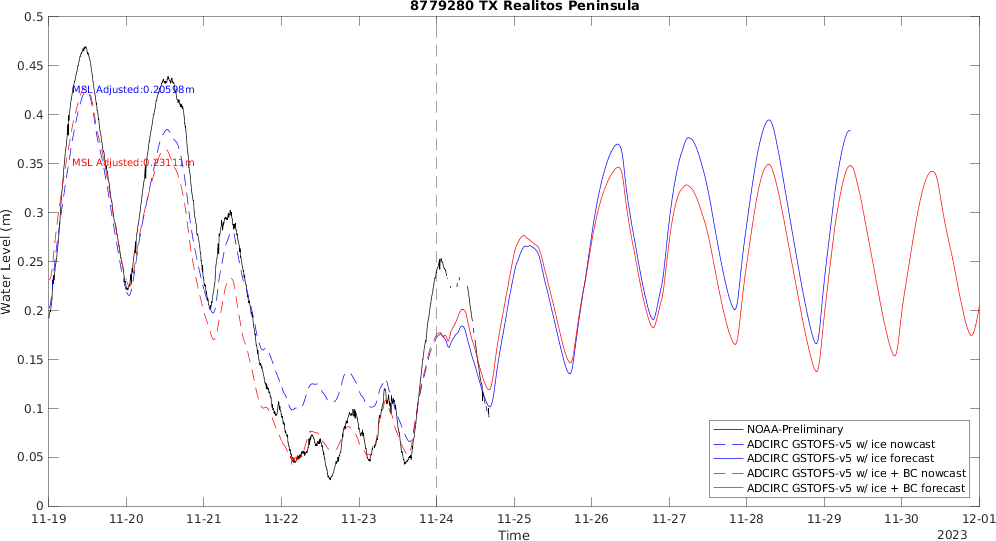 8779280 TX Realitos Peninsula
Water Level (m)
0.5
0.45
0.4
0.35
0.3
0.25
0.2
0.15
0.1
0.05
0
MSL Adjusted:0.20598m
MSL Adjusted:0.23111m
NOAA-Preliminary
ADCIRC GSTOFS-v5 w/ ice nowcast
ADCIRC GSTOFS-v5 w/ ice forecast
ADCIRC GSTOFS-v5 w/ ice + BC nowcast
ADCIRC GSTOFS-v5 w/ ice + BC forecast
11-19 11-20 11-21 11-22 11-23 11-24 11-25 11-26 11-27 11-28 11-29 11-30 12-01
Time
2023